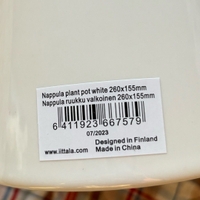 Nappula plant pot white 260x155mm
Nappula ruukku valkoinen 260x155mm
6 411923 667579
07/2023
Designed in Finland
www.iittala.com Made in China